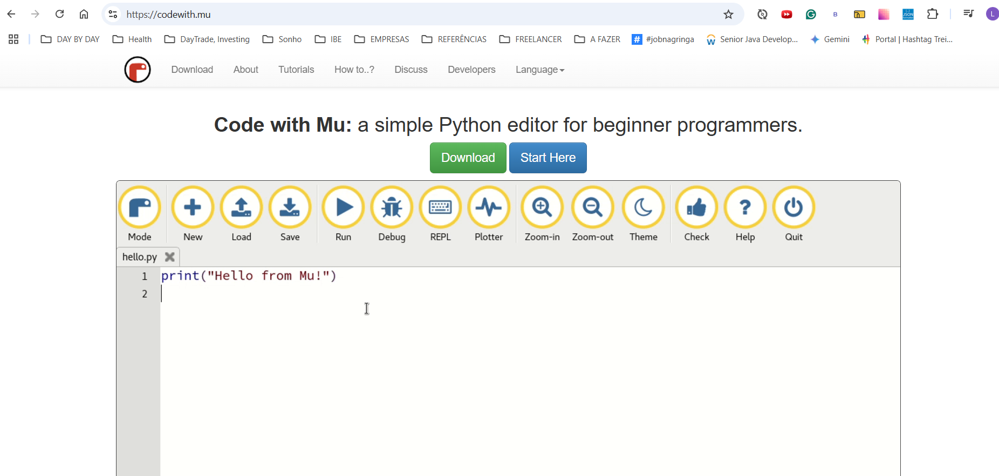 https://codewith.mu
L
DAY BY DAY Health DayTrade, Investing Sonho IBE EMPRESAS REFERÊNCIAS FREELANCER A FAZER # #jobnagringa Senior Java Develop... Gemini Portal | Hashtag Trei...
Download About Tutorials How to..? Discuss Developers Language
Code with Mu: a simple Python editor for beginner programmers.
Download Start Here
Mode New Load Save Run Debug REPL Plotter Zoom-in Zoom-out Theme Check Help Quit
hello.py
1 print("Hello from Mu!")
2